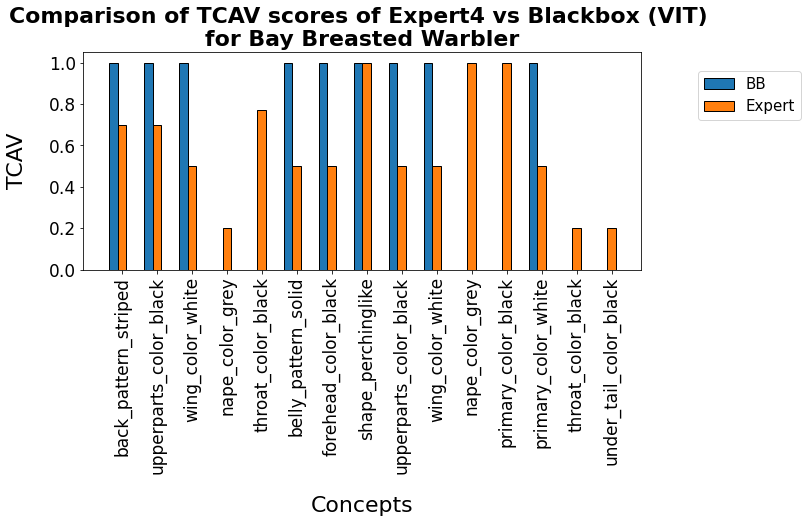 Comparison of TCAV scores of Expert4 vs Blackbox (VIT)
for Bay Breasted Warbler
BB
Expert
TCAV
1.0
0.8
0.6
0.4
0.2
0.0
back_pattern_striped
upperparts_color_black
wing_color_white
nape_color_grey
throat_color_black
belly_pattern_solid
forehead_color_black
shape_perchinglike
upperparts_color_black
wing_color_white
nape_color_grey
primary_color_black
primary_color_white
throat_color_black
under_tail_color_black
Concepts